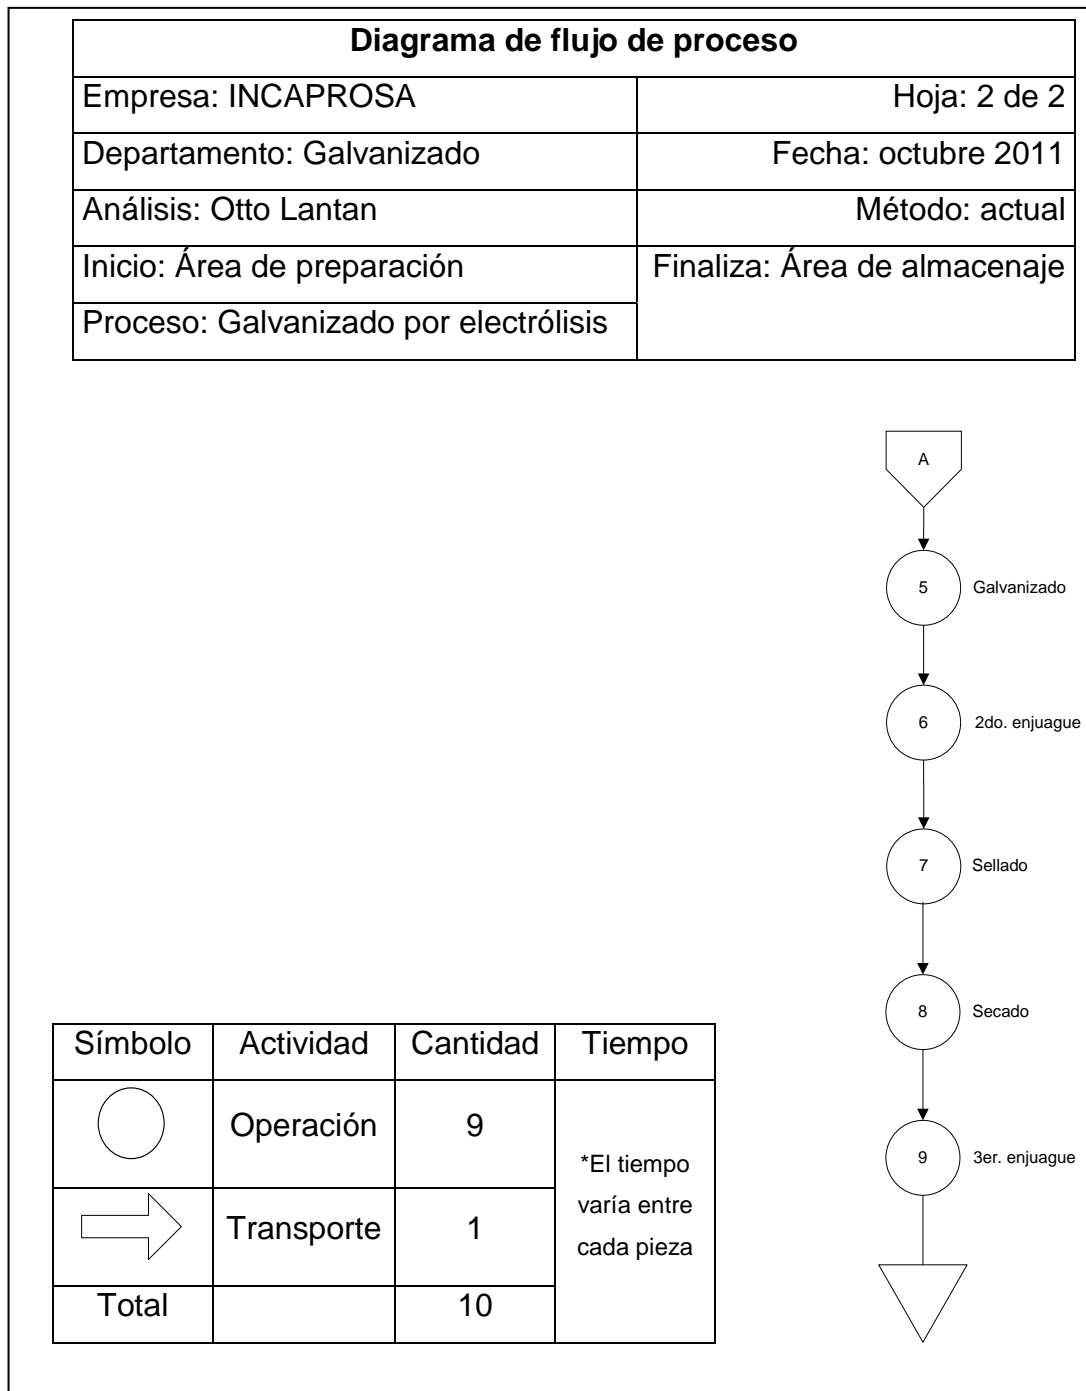 Diagrama de flujo de proceso
Empresa: INCAPROSA Hoja: 2 de 2
Departamento: Galvanizado Fecha: octubre 2011
Análisis: Otto Lantan Método: actual
Inicio: Área de preparación Finaliza: Área de almacenaje
Proceso: Galvanizado por electrólisis
A
5 Galvanizado
6 2do. enjuague
7 Sellado
8 Secado
9 3er. enjuague
Símbolo Actividad Cantidad Tiempo
Operación 9
*El tiempo
varía entre
cada pieza
Transporte 1
Total 10